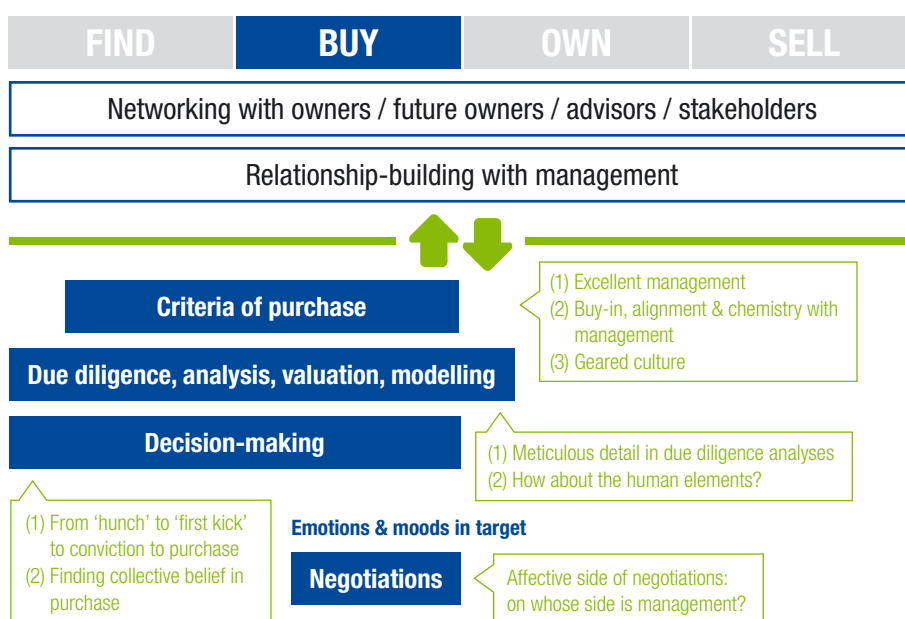 FIND BUY OWN SELL
Networking with owners / future owners / advisors / stakeholders
Relationship-building with management
Criteria of purchase
(1) Excellent management
(2) Buy-in, alignment & chemistry with
management
(3) Geared culture
Due diligence, analysis, valuation, modelling
Decision-making
(1) Meticulous detail in due diligence analyses
(2) How about the human elements?
(1) From ‘hunch’ to ‘first kick’
to conviction to purchase
(2) Finding collective belief in
purchase
Emotions & moods in target
Negotiations
Affective side of negotiations:
on whose side is management?